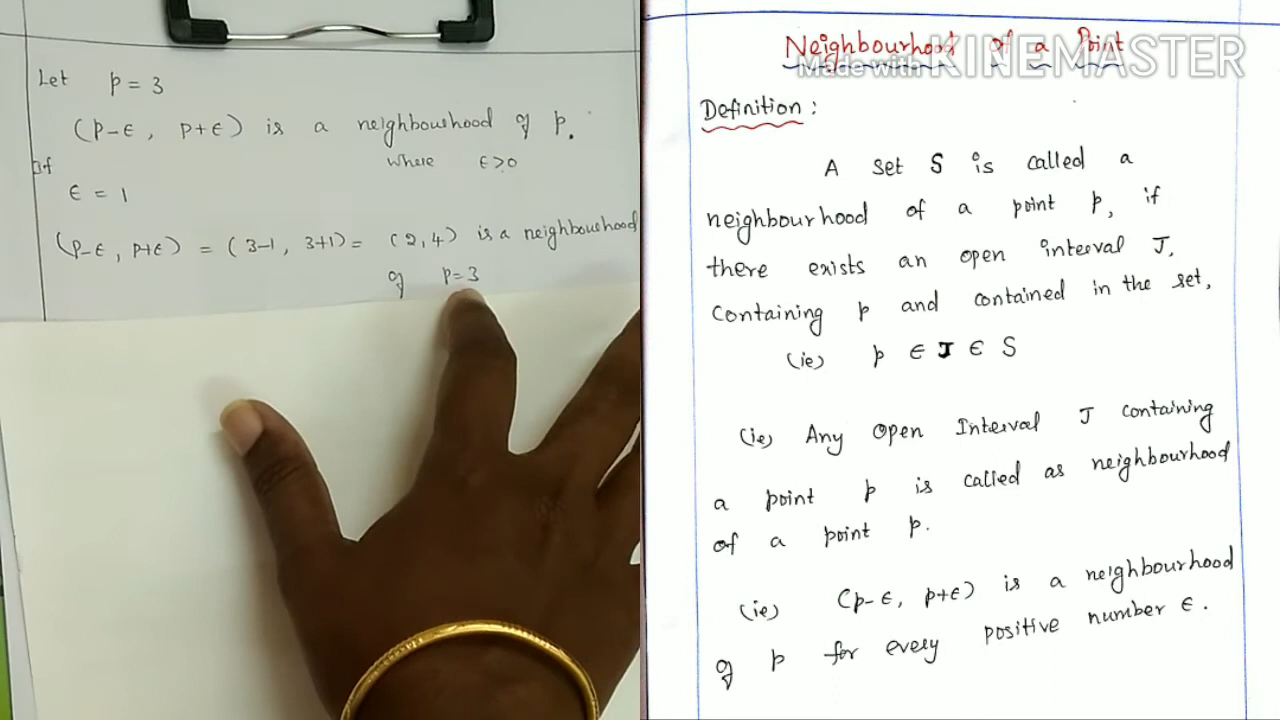 Let p = 3
(p-ϵ, p+ϵ) is a neighbourhood of p.
where ϵ>0
If
ϵ = 1
(p-ϵ, p+ϵ) = (3-1, 3+1) = (2,4) is a neighbourhood
of p=3
Neighbourhood of a Point
Made with KINEMASTER
Definition:
A set S is called a
neighbourhood of a point p, if
there exists an open interval J,
Containing p and contained in the set,
(ie) p ϵ J ϵ S
(ie) Any Open Interval J containing
a point p is called as neighbourhood
of a point p.
(ie) (p-ϵ, p+ϵ) is a neighbourhood
of p for every positive number ϵ.